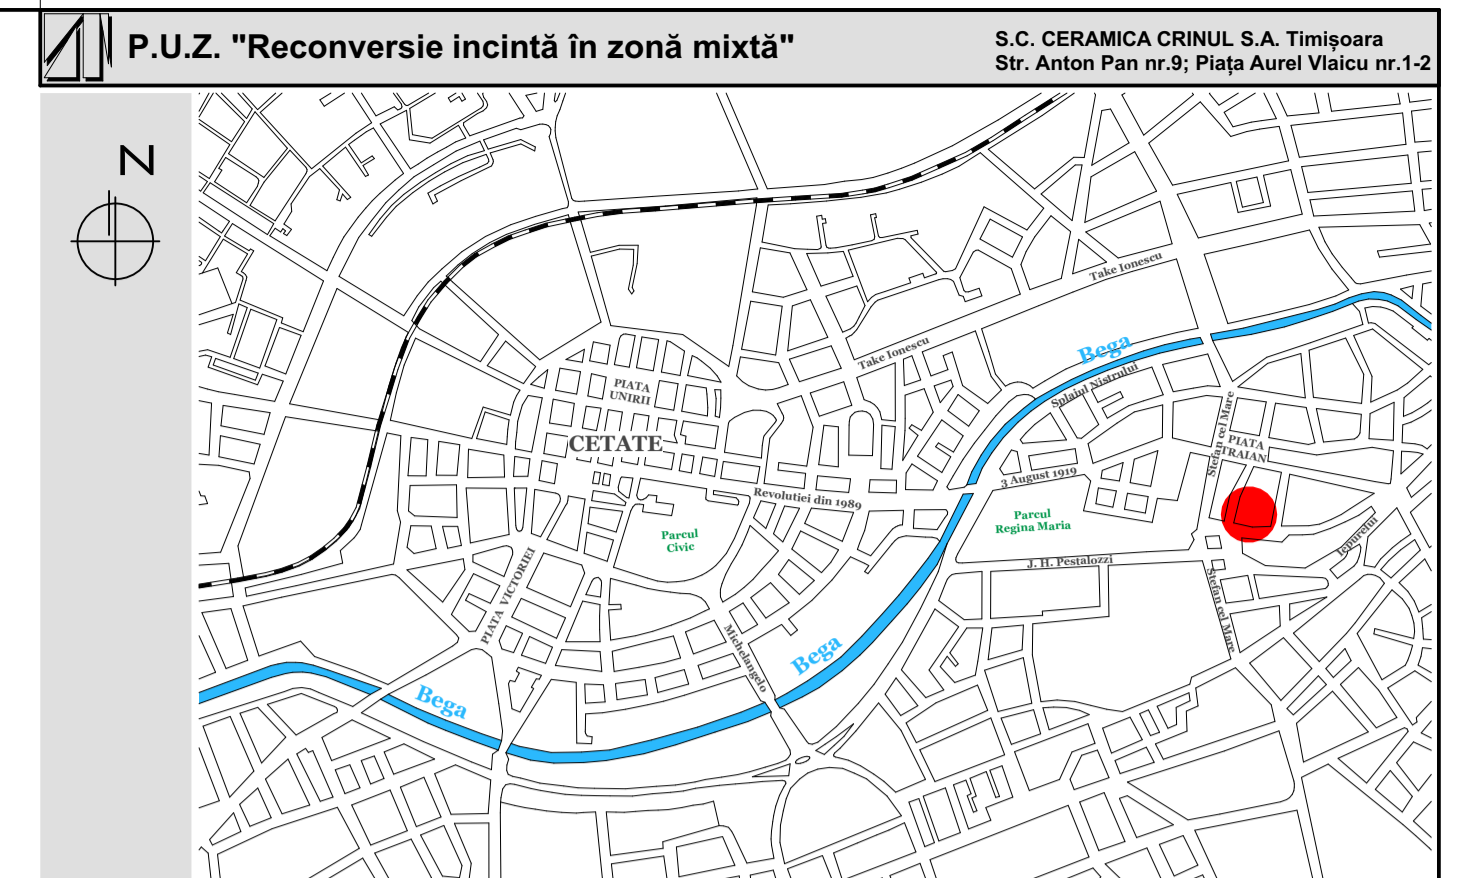 P.U.Z. "Reconversie incintă în zonă mixtă"
S.C. CERAMICA CRINUL S.A. Timișoara
Str. Anton Pan nr.9; Piața Aurel Vlaicu nr.1-2
N
Take Ionescu
Take Ionescu
Bega
Splaiul Nistrului
PIATA
UNIRII
CETATE
Stefan cel Mare
PIATA
TRAIAN
3 August 1919
Revolutiei din 1989
Parcul
Regina Maria
Parcul
Civic
Iepurelui
J. H. Pestalozzi
PIATA VICTORIEI
Stefan cel Mare
Michelangelo
Bega
Bega